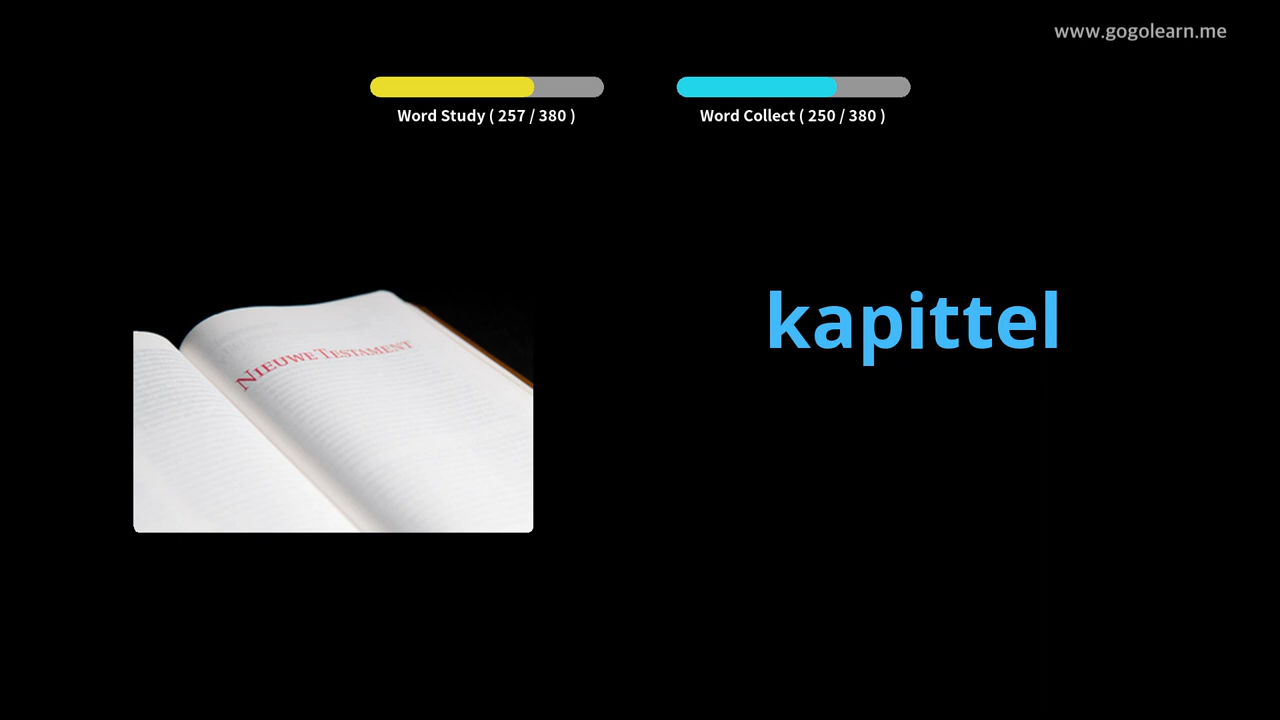 www.gogolearn.me
Word Study ( 257 / 380 )
Word Collect ( 250 / 380 )
NIEUWE TESTAMENT
kapittel